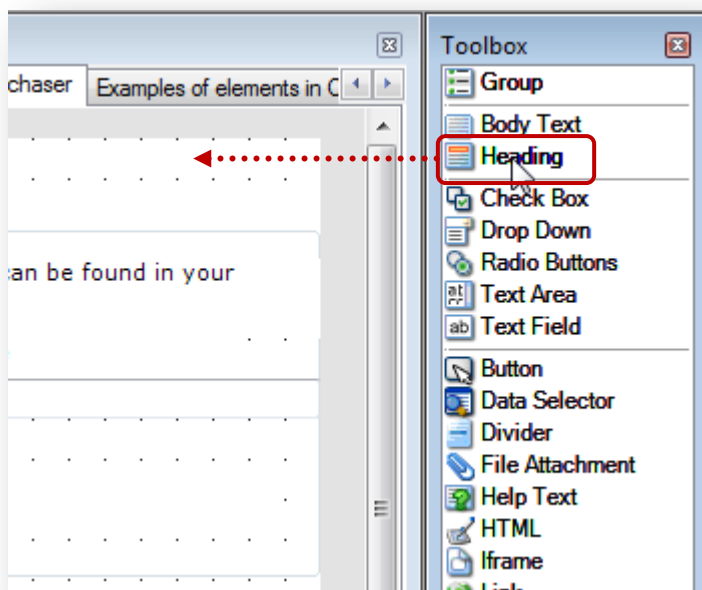 chaser
Examples of elements in C
can be found in your
Toolbox
Group
Body Text
Heading
Check Box
Drop Down
Radio Buttons
Text Area
Text Field
Button
Data Selector
Divider
File Attachment
Help Text
HTML
Iframe
Link